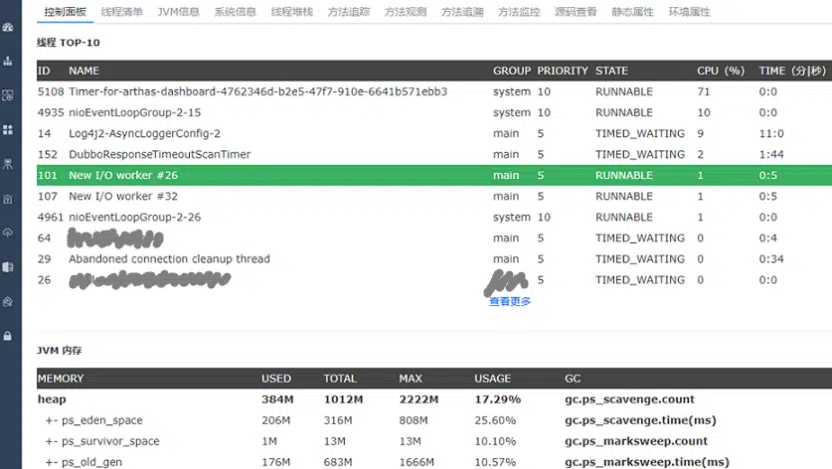 控制面板 线程清单 JVM信息 系统信息 线程堆栈 方法追踪 方法观测 方法追溯 方法监控 源码查看 静态属性 环境属性
线程 TOP-10
ID NAME GROUP PRIORITY STATE CPU（%） TIME（分|秒）
5108 Timer-for-arthas-dashboard-4762346d-b2e5-47f7-910e-6641b571ebb3 system 10 RUNNABLE 71 0:0
4935 nioEventLoopGroup-2-15 system 10 RUNNABLE 10 0:0
14 Log4j2-AsyncLoggerConfig-2 main 5 TIMED_WAITING 9 11:0
152 DubboResponseTimeoutScanTimer main 5 TIMED_WAITING 2 1:44
101 New I/O worker #26 main 5 RUNNABLE 1 0:5
107 New I/O worker #32 main 5 RUNNABLE 1 0:5
4961 nioEventLoopGroup-2-26 system 10 RUNNABLE 1 0:0
64 main 5 TIMED_WAITING 0 0:4
29 Abandoned connection cleanup thread main 5 TIMED_WAITING 0 0:34
26 5 TIMED_WAITING 0 0:0
查看更多
JVM 内存
MEMORY USED TOTAL MAX USAGE GC
heap 384M 1012M 2222M 17.29% gc.ps_scavenge.count
+- ps_eden_space 206M 316M 808M 25.60% gc.ps_scavenge.time(ms)
+- ps_survivor_space 1M 13M 13M 10.10% gc.ps_marksweep.count
+- ps_old_gen 176M 683M 1666M 10.57% gc.ps_marksweep.time(ms)